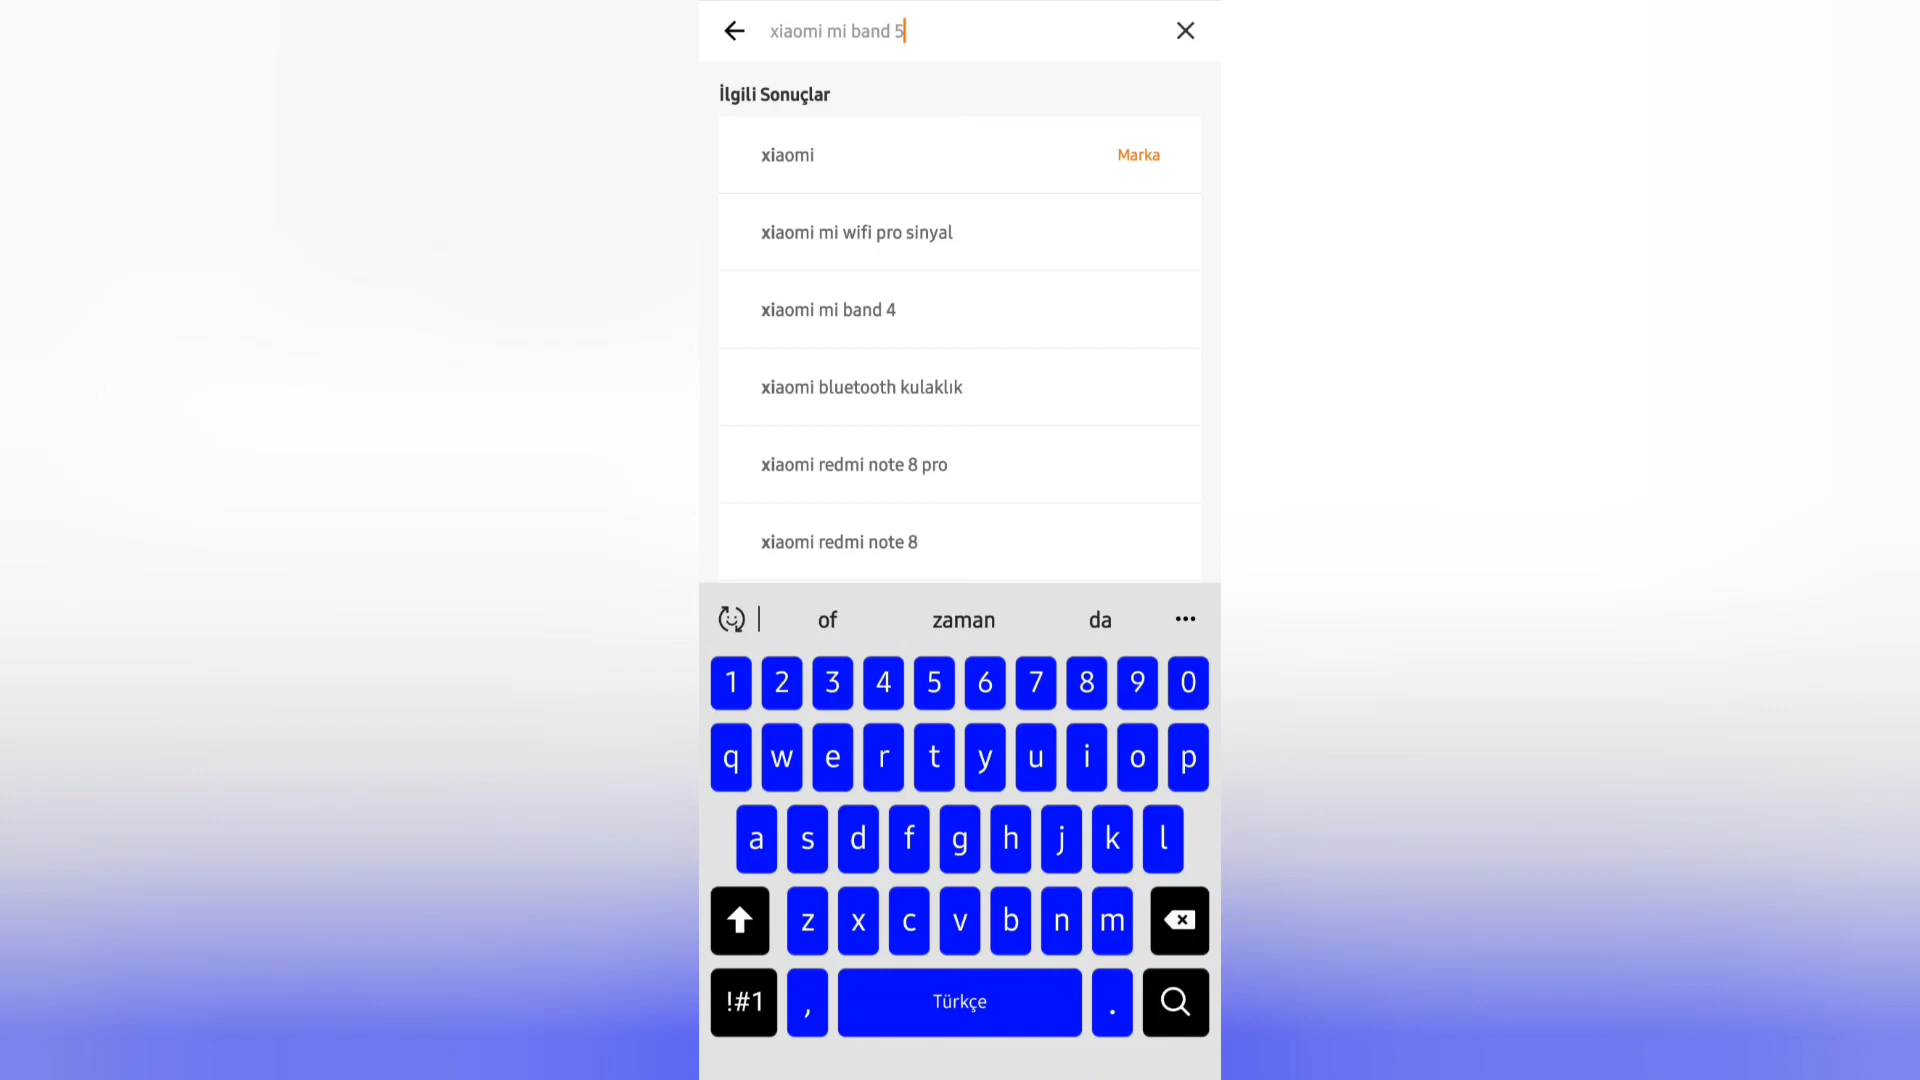 xiaomi mi band 5
İlgili Sonuçlar
xiaomi Marka
xiaomi mi wifi pro sinyal
xiaomi mi band 4
xiaomi bluetooth kulaklık
xiaomi redmi note 8 pro
xiaomi redmi note 8
of zaman da
1 2 3 4 5 6 7 8 9 0
q w e r t y u i o p
a s d f g h j k l
z x c v b n m
!#1 , Türkçe .